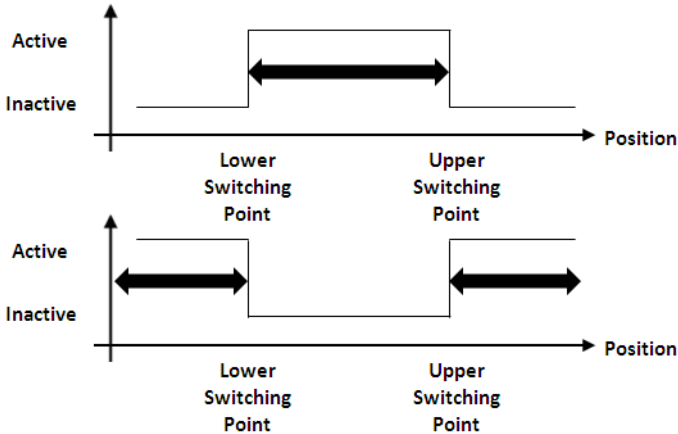 Active
Inactive
Position
Lower
Switching
Point
Upper
Switching
Point
Active
Inactive
Position
Lower
Switching
Point
Upper
Switching
Point